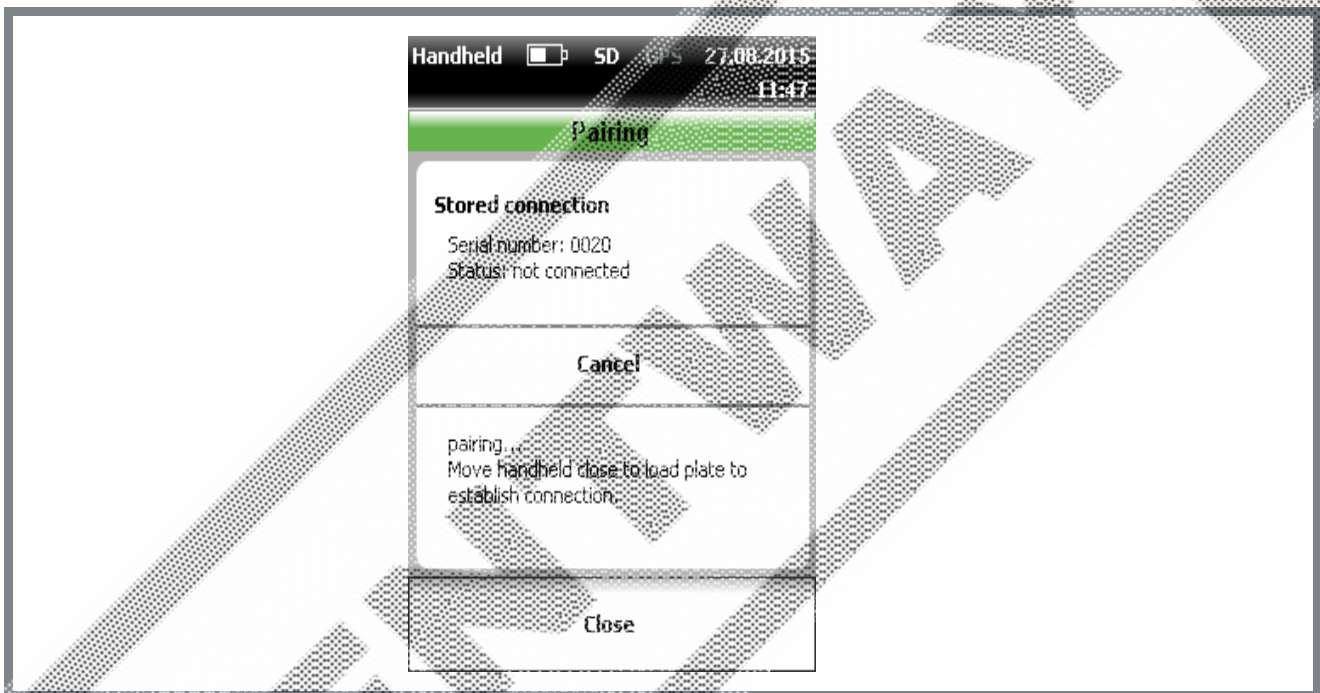 Handheld SD GPS 27.08.2015
11:47
Pairing
Stored connection
Serial number: 0020
Status: not connected
Cancel
pairing...
Move handheld close to load plate to
establish connection.
Close